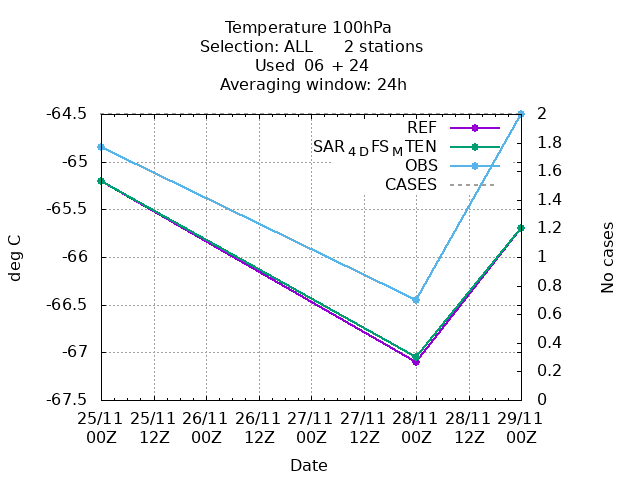 Temperature 100hPa
Selection: ALL 2 stations
Used 06 + 24
Averaging window: 24h
-64.5
-65
-65.5
-66
-66.5
-67
-67.5
deg C
REF
SAR4DFSMTEN
OBS
CASES
2
1.8
1.6
1.4
1.2
1
0.8
0.6
0.4
0.2
0
No cases
25/11 25/11 26/11 26/11 27/11 27/11 28/11 28/11 29/11
00Z 12Z 00Z 12Z 00Z 12Z 00Z 12Z 00Z
Date